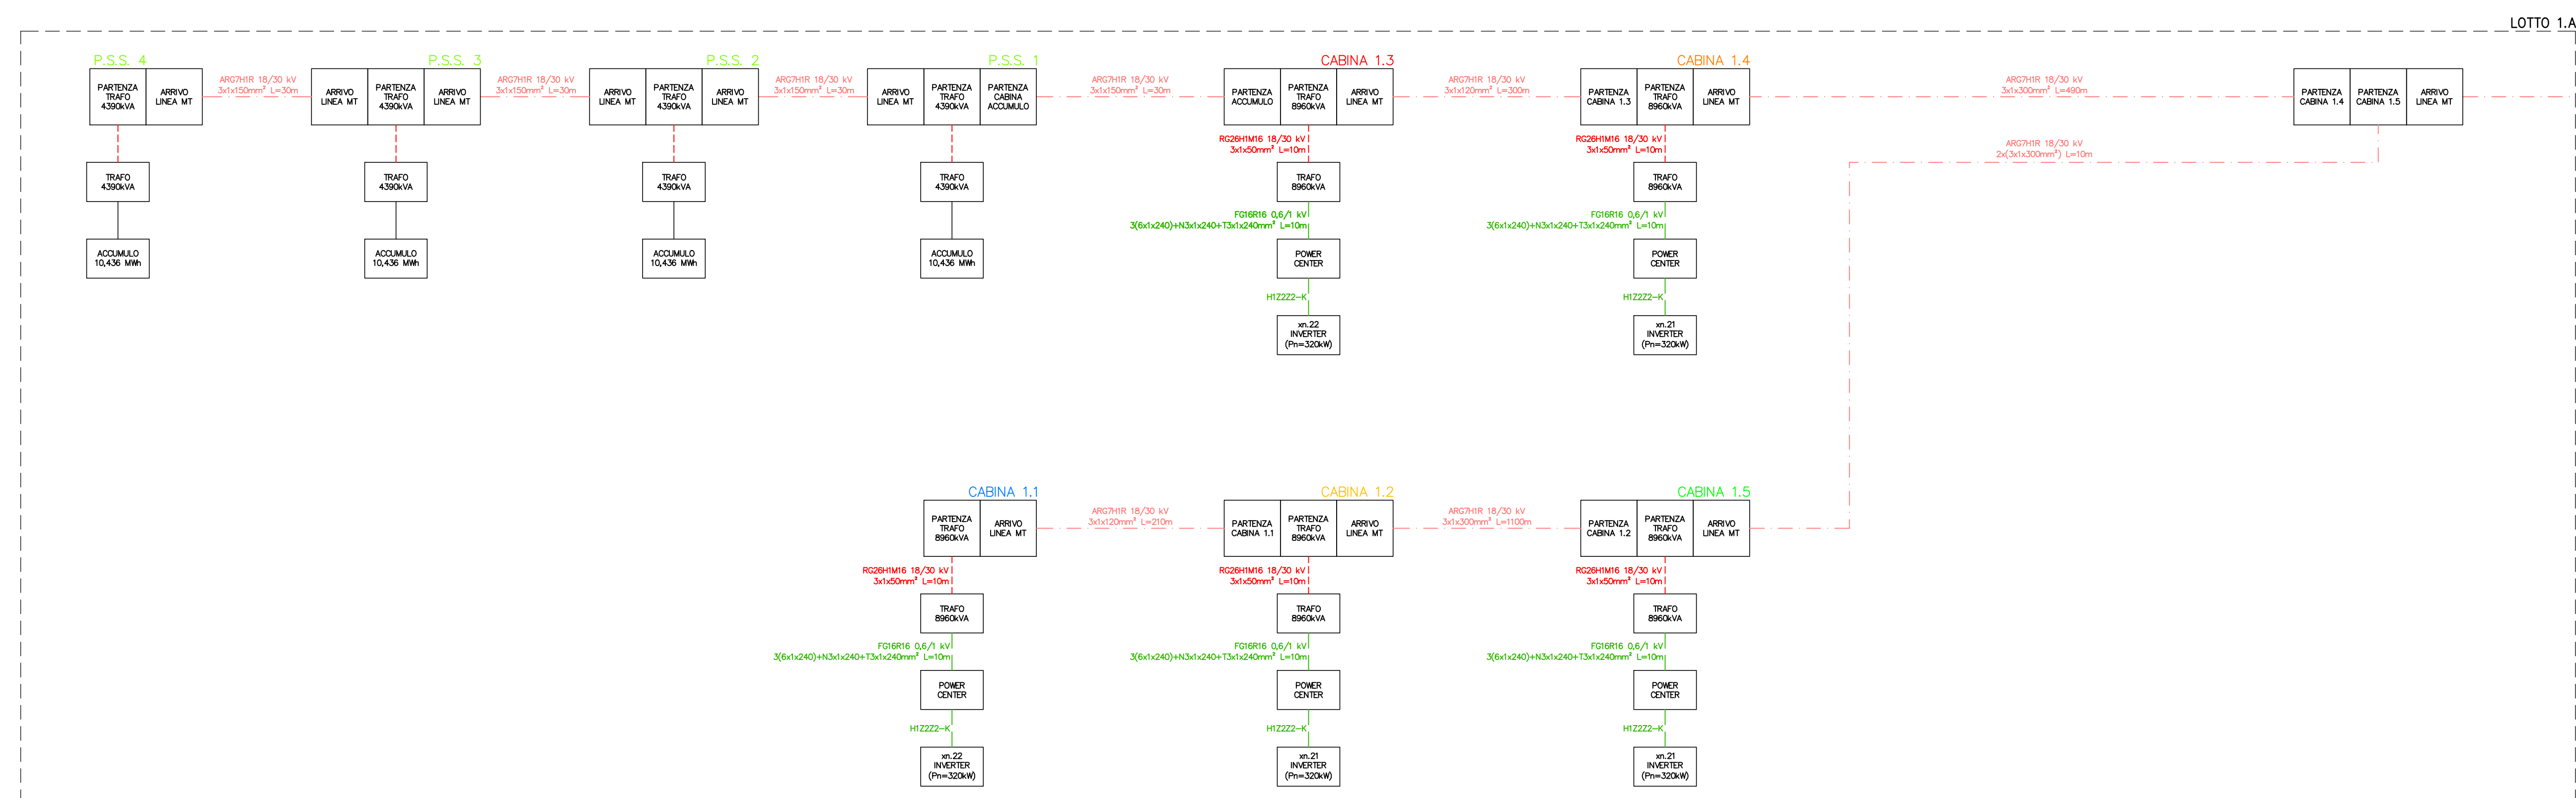 LOTTO 1.A
P.S.S. 4
PARTENZA
TRAFO
4390kVA
ARRIVO
LINEA MT
ARG7H1R 18/30 kV
3x1x150mm² L=30m
TRAFO
4390kVA
ACCUMULO
10,436 MWh
P.S.S. 3
ARRIVO
LINEA MT
PARTENZA
TRAFO
4390kVA
ARRIVO
LINEA MT
ARG7H1R 18/30 kV
3x1x150mm² L=30m
TRAFO
4390kVA
ACCUMULO
10,436 MWh
P.S.S. 2
ARRIVO
LINEA MT
PARTENZA
TRAFO
4390kVA
ARRIVO
LINEA MT
ARG7H1R 18/30 kV
3x1x150mm² L=30m
TRAFO
4390kVA
ACCUMULO
10,436 MWh
P.S.S. 1
ARRIVO
LINEA MT
PARTENZA
TRAFO
4390kVA
PARTENZA
CABINA
ACCUMULO
ARG7H1R 18/30 kV
3x1x150mm² L=30m
TRAFO
4390kVA
ACCUMULO
10,436 MWh
CABINA 1.3
PARTENZA
ACCUMULO
PARTENZA
TRAFO
8960kVA
ARRIVO
LINEA MT
ARG7H1R 18/30 kV
3x1x120mm² L=300m
RG26H1M16 18/30 kV
3x1x50mm² L=10m
TRAFO
8960kVA
FG16R16 0,6/1 kV
3(6x1x240)+N3x1x240+T3x1x240mm² L=10m
POWER
CENTER
H1Z2Z2-K
xn.22
INVERTER
(Pn=320kW)
CABINA 1.4
PARTENZA
CABINA 1.3
PARTENZA
TRAFO
8960kVA
ARRIVO
LINEA MT
ARG7H1R 18/30 kV
3x1x300mm² L=490m
RG26H1M16 18/30 kV
3x1x50mm² L=10m
TRAFO
8960kVA
FG16R16 0,6/1 kV
3(6x1x240)+N3x1x240+T3x1x240mm² L=10m
POWER
CENTER
H1Z2Z2-K
xn.21
INVERTER
(Pn=320kW)
PARTENZA
CABINA 1.4
PARTENZA
CABINA 1.5
ARRIVO
LINEA MT
ARG7H1R 18/30 kV
2x(3x1x300mm²) L=10m
CABINA 1.1
PARTENZA
TRAFO
8960kVA
ARRIVO
LINEA MT
ARG7H1R 18/30 kV
3x1x120mm² L=210m
RG26H1M16 18/30 kV
3x1x50mm² L=10m
TRAFO
8960kVA
FG16R16 0,6/1 kV
3(6x1x240)+N3x1x240+T3x1x240mm² L=10m
POWER
CENTER
H1Z2Z2-K
xn.22
INVERTER
(Pn=320kW)
CABINA 1.2
PARTENZA
CABINA 1.1
PARTENZA
TRAFO
8960kVA
ARRIVO
LINEA MT
ARG7H1R 18/30 kV
3x1x300mm² L=1100m
RG26H1M16 18/30 kV
3x1x50mm² L=10m
TRAFO
8960kVA
FG16R16 0,6/1 kV
3(6x1x240)+N3x1x240+T3x1x240mm² L=10m
POWER
CENTER
H1Z2Z2-K
xn.21
INVERTER
(Pn=320kW)
CABINA 1.5
PARTENZA
CABINA 1.2
PARTENZA
TRAFO
8960kVA
ARRIVO
LINEA MT
RG26H1M16 18/30 kV
3x1x50mm² L=10m
TRAFO
8960kVA
FG16R16 0,6/1 kV
3(6x1x240)+N3x1x240+T3x1x240mm² L=10m
POWER
CENTER
H1Z2Z2-K
xn.21
INVERTER
(Pn=320kW)